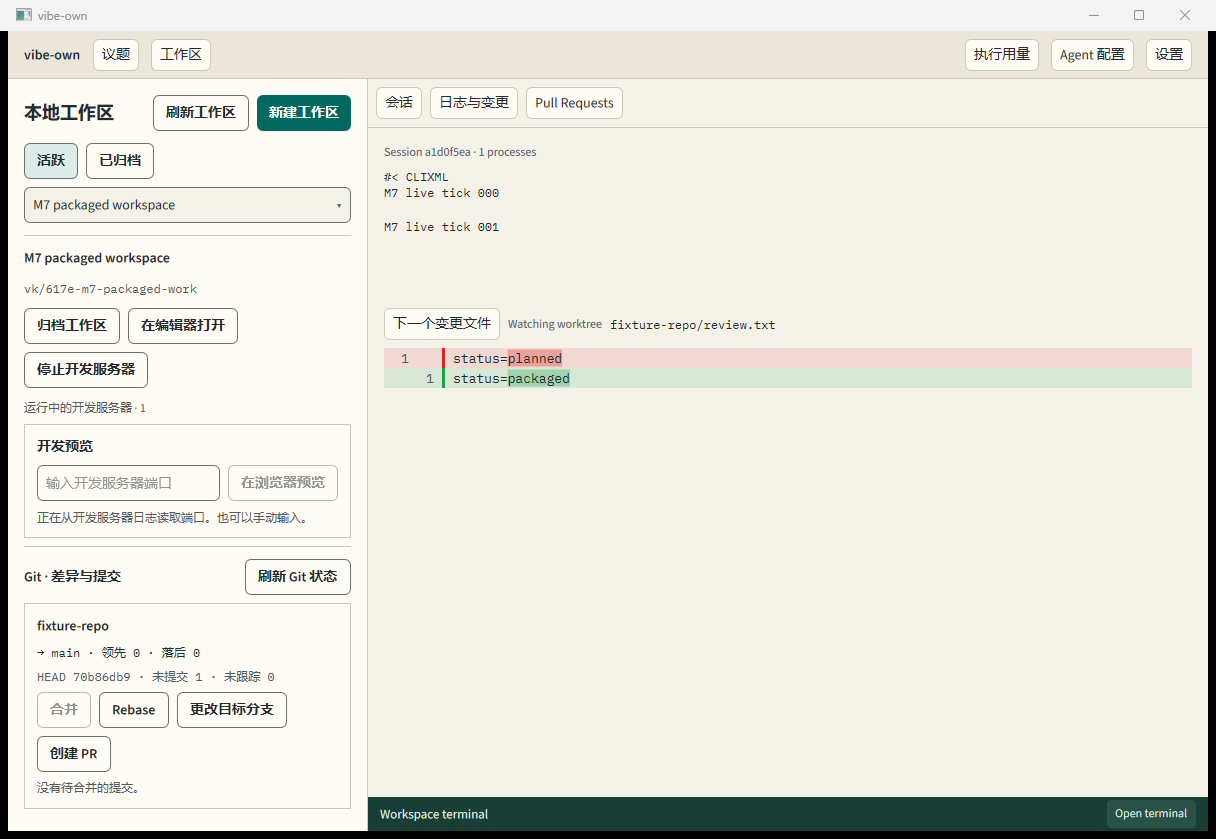 vibe-own
vibe-own 议题 工作区 执行用量 Agent 配置 设置
本地工作区 刷新工作区 新建工作区
活跃 已归档
M7 packaged workspace
M7 packaged workspace
vk/617e-m7-packaged-work
归档工作区 在编辑器打开
停止开发服务器
运行中的开发服务器 · 1
开发预览
输入开发服务器端口 在浏览器预览
正在从开发服务器日志读取端口。也可以手动输入。
Git · 差异与提交 刷新 Git 状态
fixture-repo
→ main · 领先 0 · 落后 0
HEAD 70b86db9 · 未提交 1 · 未跟踪 0
合并 Rebase 更改目标分支
创建 PR
没有待合并的提交。
会话 日志与变更 Pull Requests
Session a1d0f5ea · 1 processes
#< CLIXML
M7 live tick 000
M7 live tick 001
下一个变更文件 Watching worktree fixture-repo/review.txt
1 status=planned
1 status=packaged
Workspace terminal Open terminal